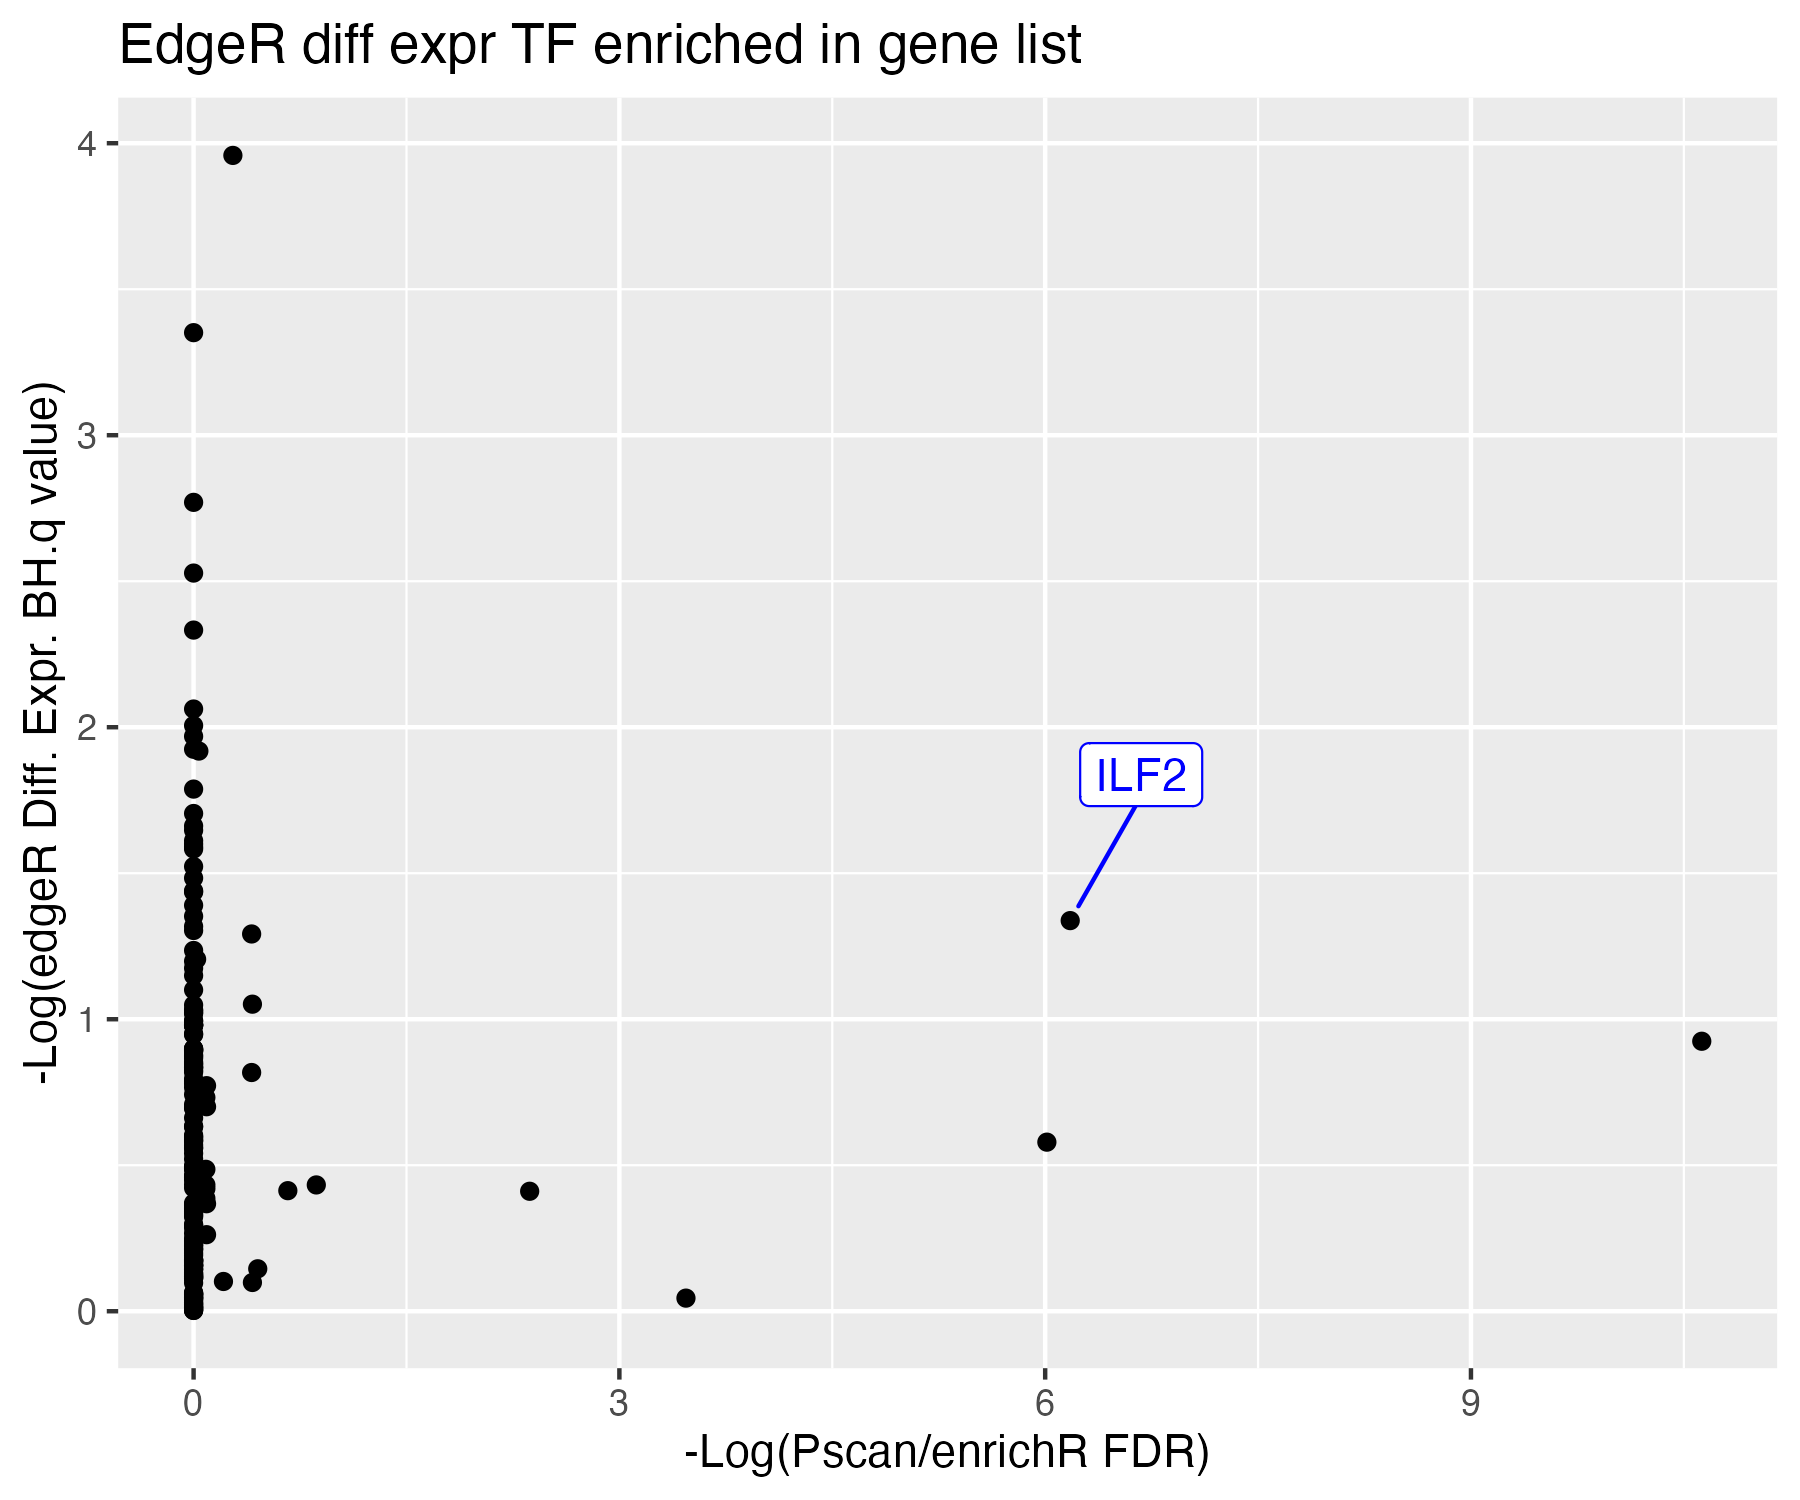 EdgeR diff expr TF enriched in gene list
-Log(edgeR Diff. Expr. BH.q value)
4
3
2
1
0
ILF2
0 3 6 9
-Log(Pscan/enrichR FDR)